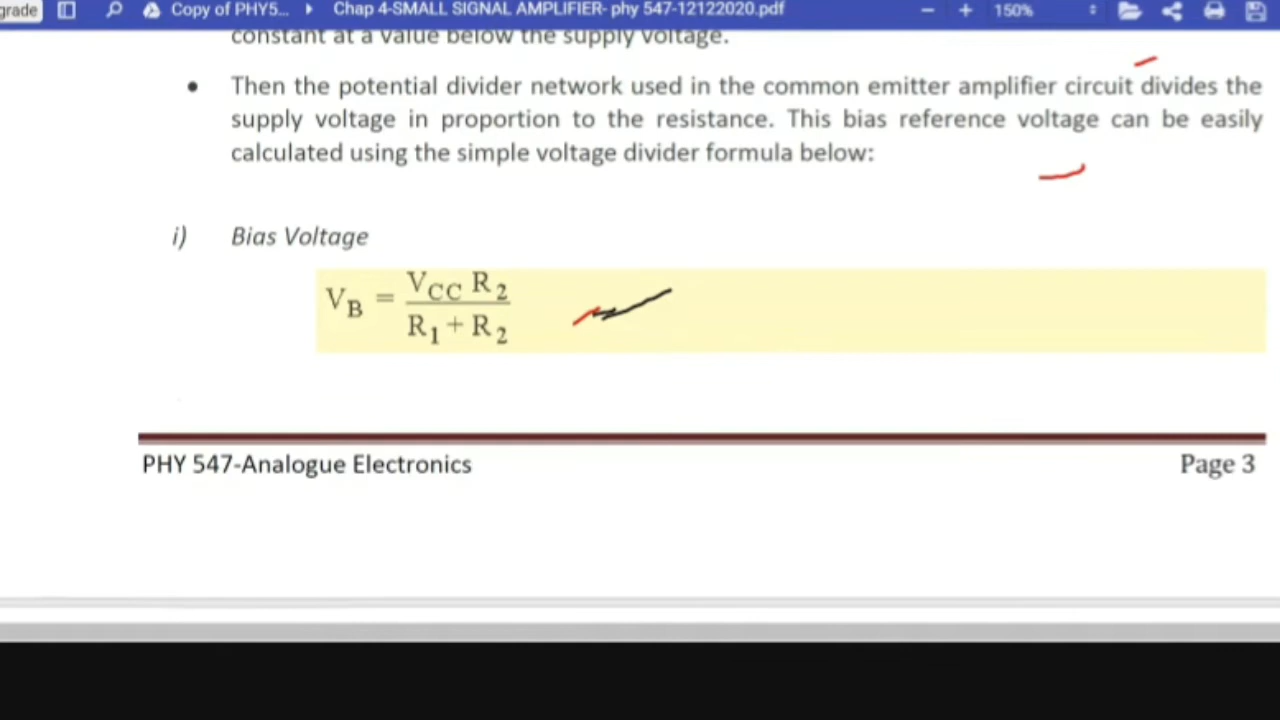 grade Copy of PHY5... Chap 4-SMALL SIGNAL AMPLIFIER- phy 547-12122020.pdf − + 150%
constant at a value below the supply voltage.
• Then the potential divider network used in the common emitter amplifier circuit divides the
supply voltage in proportion to the resistance. This bias reference voltage can be easily
calculated using the simple voltage divider formula below:
i) Bias Voltage
V_B = \frac{V_{CC} R_2}{R_1 + R_2}
PHY 547-Analogue Electronics Page 3